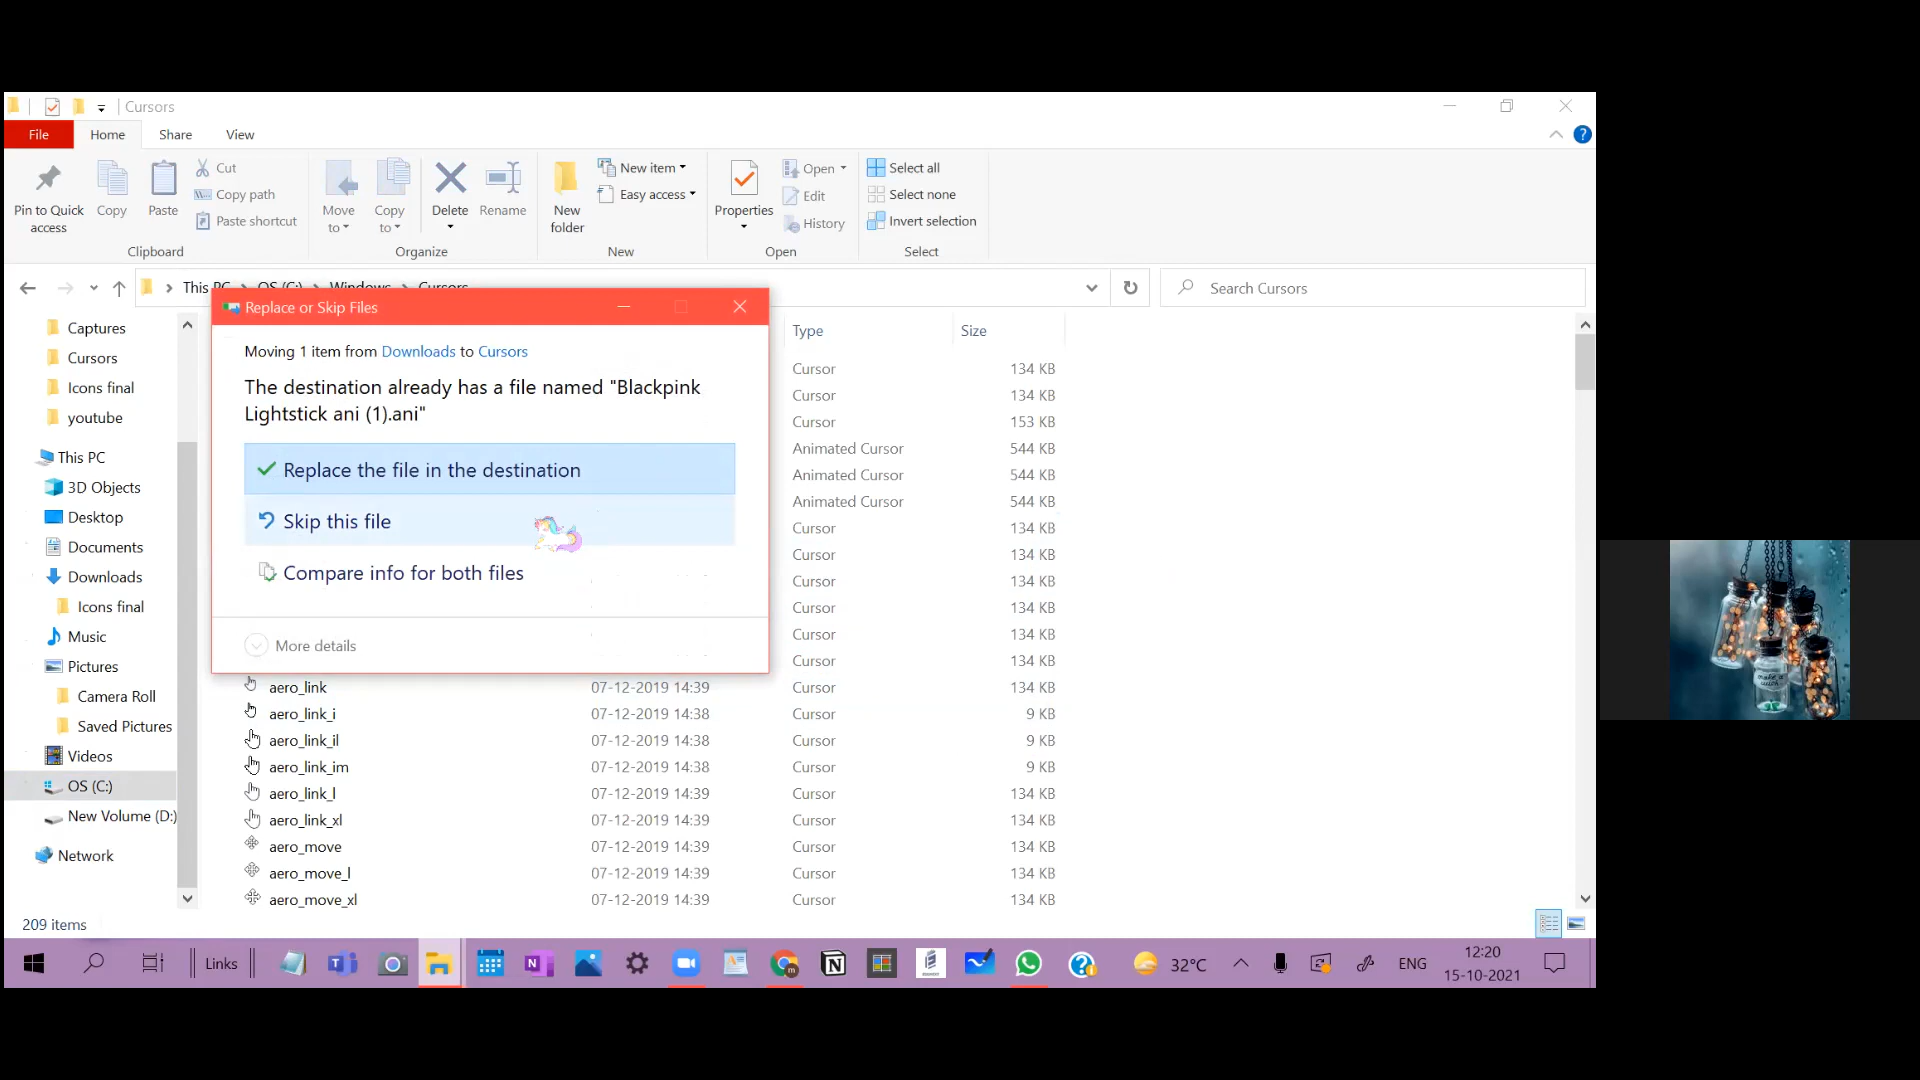 Cursors
File Home Share View
Pin to Quick access
Copy
Paste
Cut
Copy path
Paste shortcut
Clipboard
Move to
Copy to
Delete
Rename
Organize
New folder
New item
Easy access
New
Properties
Open
Edit
History
Open
Select all
Select none
Invert selection
Select
This PC OS (C:) Windows Cursors
Search Cursors
Captures
Cursors
Icons final
youtube
This PC
3D Objects
Desktop
Documents
Downloads
Icons final
Music
Pictures
Camera Roll
Saved Pictures
Videos
OS (C:)
New Volume (D:)
Network
Replace or Skip Files
Moving 1 item from Downloads to Cursors
The destination already has a file named "Blackpink
Lightstick ani (1).ani"
Replace the file in the destination
Skip this file
Compare info for both files
More details
Type Size
Cursor 134 KB
Cursor 134 KB
Cursor 153 KB
Animated Cursor 544 KB
Animated Cursor 544 KB
Animated Cursor 544 KB
Cursor 134 KB
Cursor 134 KB
Cursor 134 KB
Cursor 134 KB
Cursor 134 KB
Cursor 134 KB
aero_link 07-12-2019 14:39 Cursor 134 KB
aero_link_i 07-12-2019 14:38 Cursor 9 KB
aero_link_il 07-12-2019 14:38 Cursor 9 KB
aero_link_im 07-12-2019 14:38 Cursor 9 KB
aero_link_l 07-12-2019 14:39 Cursor 134 KB
aero_link_xl 07-12-2019 14:39 Cursor 134 KB
aero_move 07-12-2019 14:39 Cursor 134 KB
aero_move_l 07-12-2019 14:39 Cursor 134 KB
aero_move_xl 07-12-2019 14:39 Cursor 134 KB
209 items
Links
32°C
ENG
12:20
15-10-2021